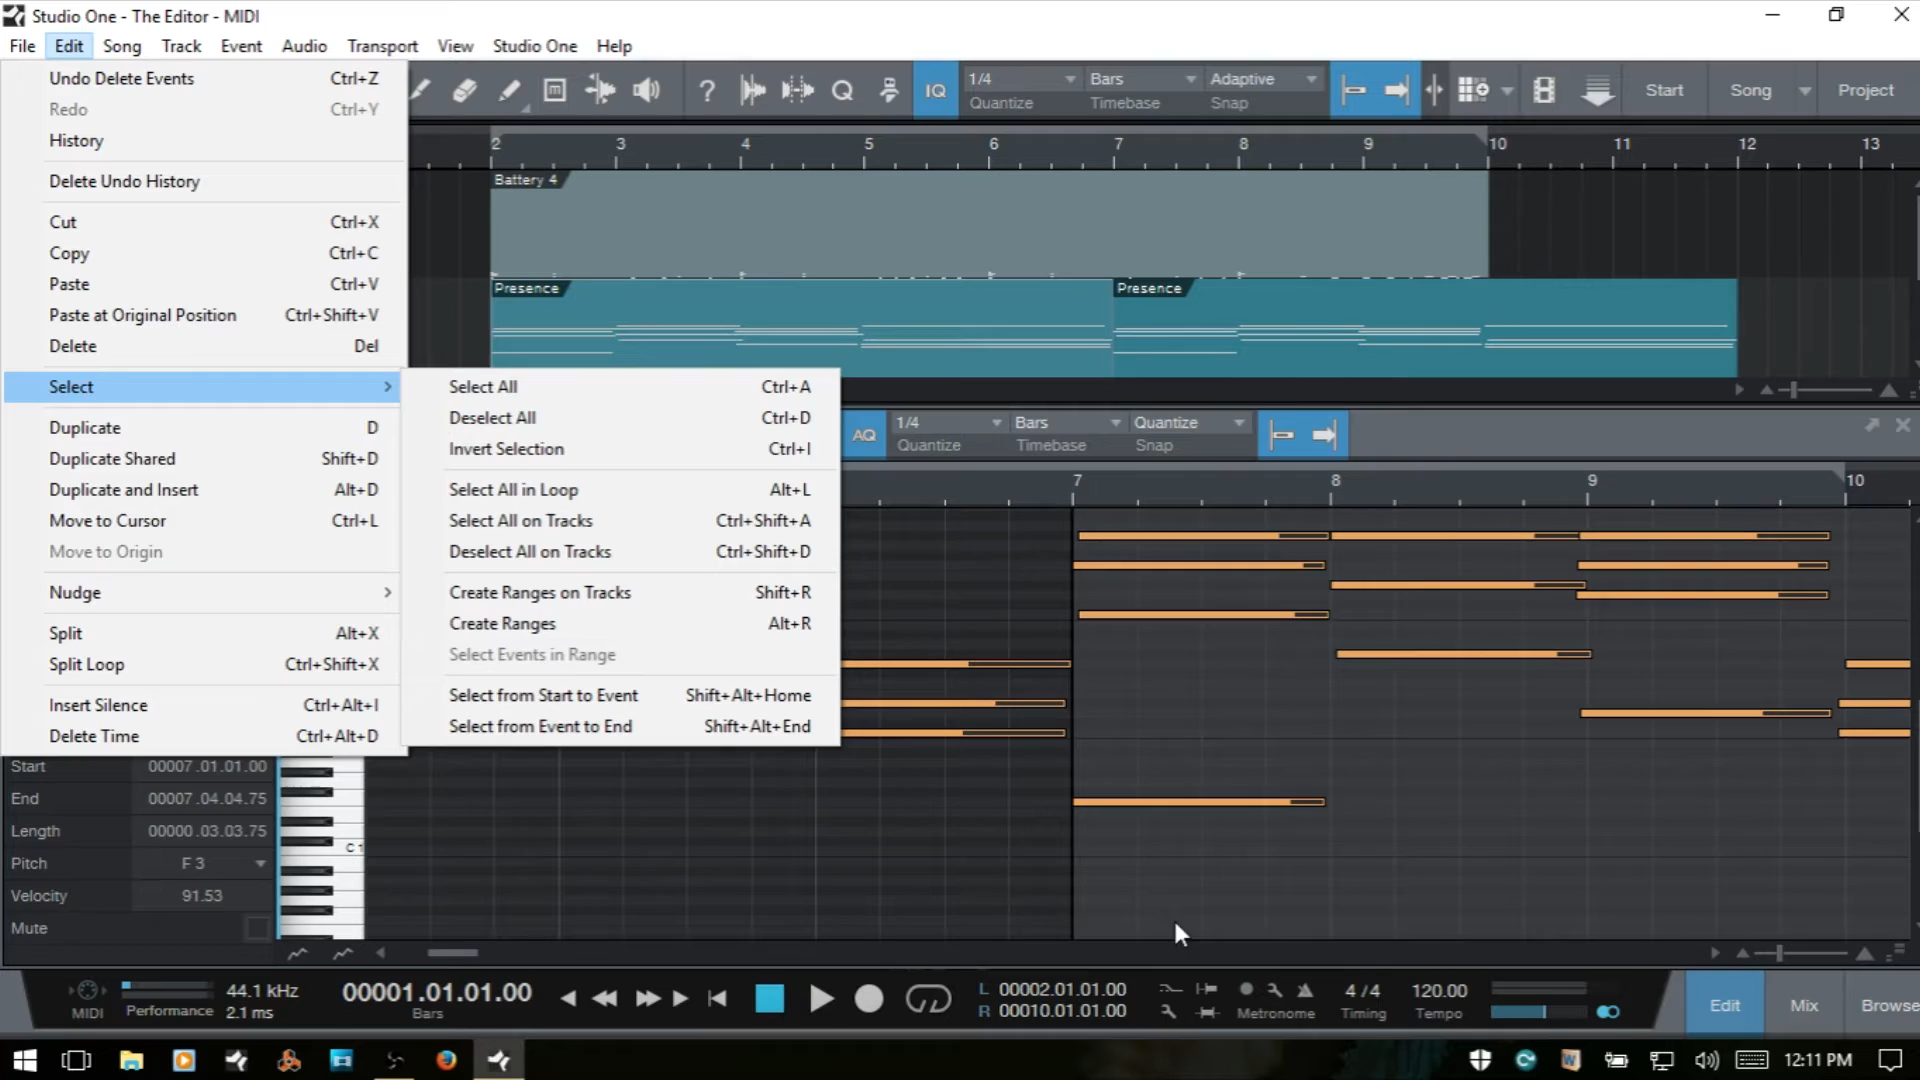 Studio One - The Editor - MIDI
File Edit Song Track Event Audio Transport View Studio One Help
Undo Delete Events Ctrl+Z
Redo Ctrl+Y
History
Delete Undo History
Cut Ctrl+X
Copy Ctrl+C
Paste Ctrl+V
Paste at Original Position Ctrl+Shift+V
Delete Del
Select
Duplicate D
Duplicate Shared Shift+D
Duplicate and Insert Alt+D
Move to Cursor Ctrl+L
Move to Origin
Nudge
Split Alt+X
Split Loop Ctrl+Shift+X
Insert Silence Ctrl+Alt+I
Delete Time Ctrl+Alt+D
Select All Ctrl+A
Deselect All Ctrl+D
Invert Selection Ctrl+I
Select All in Loop Alt+L
Select All on Tracks Ctrl+Shift+A
Deselect All on Tracks Ctrl+Shift+D
Create Ranges on Tracks Shift+R
Create Ranges Alt+R
Select Events in Range
Select from Start to Event Shift+Alt+Home
Select from Event to End Shift+Alt+End
? Q IQ
1/4 Bars Adaptive
Quantize Timebase Snap
Start Song Project
2 3 4 5 6 7 8 9 10 11 12 13
Battery 4
Presence Presence
AQ
1/4 Bars Quantize
Quantize Timebase Snap
7 8 9 10
Start 00007.01.01.00
End 00007.04.04.75
Length 00000.03.03.75
Pitch F 3
Velocity 91.53
Mute
C 1
MIDI
Performance
44.1 kHz
2.1 ms
00001.01.01.00
Bars
L 00002.01.01.00
R 00010.01.01.00
Metronome
4 / 4
Timing
120.00
Tempo
Edit Mix Browse
12:11 PM